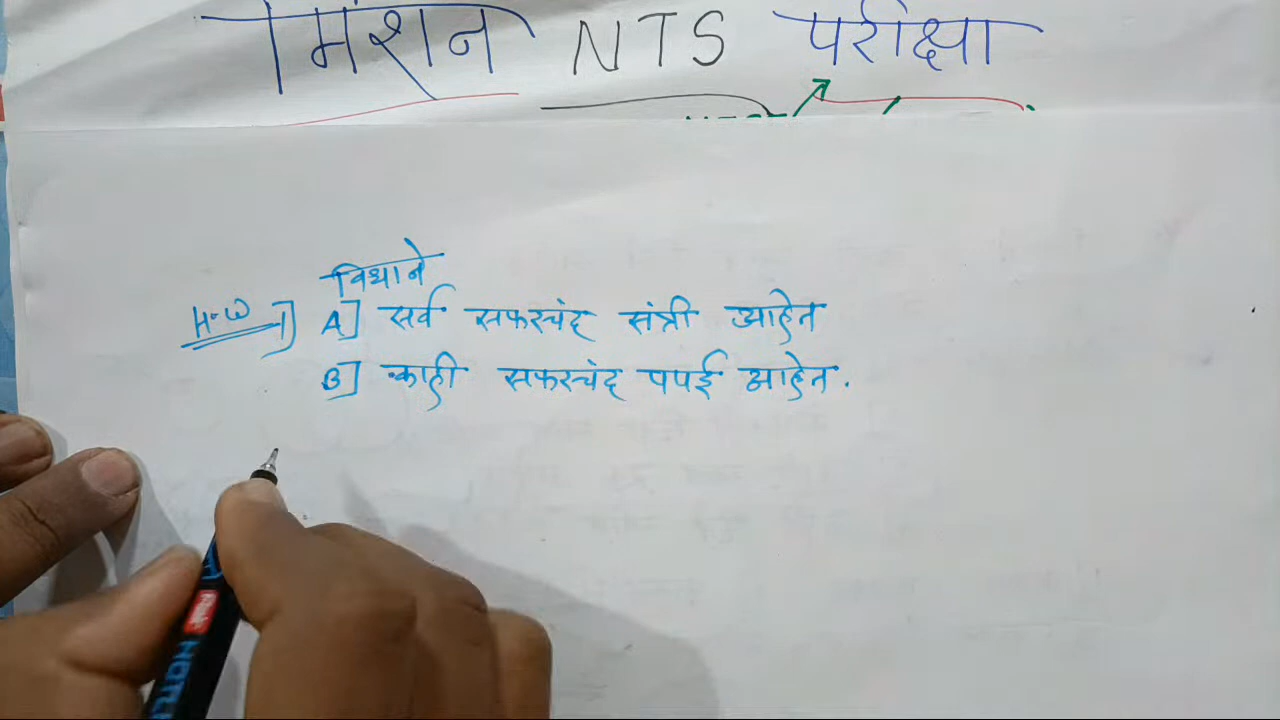 मिशन NTS परीक्षा
विधाने
H.W 1] A] सर्व सफरचंद संत्री आहेत
B] काही सफरचंद पपई आहेत.